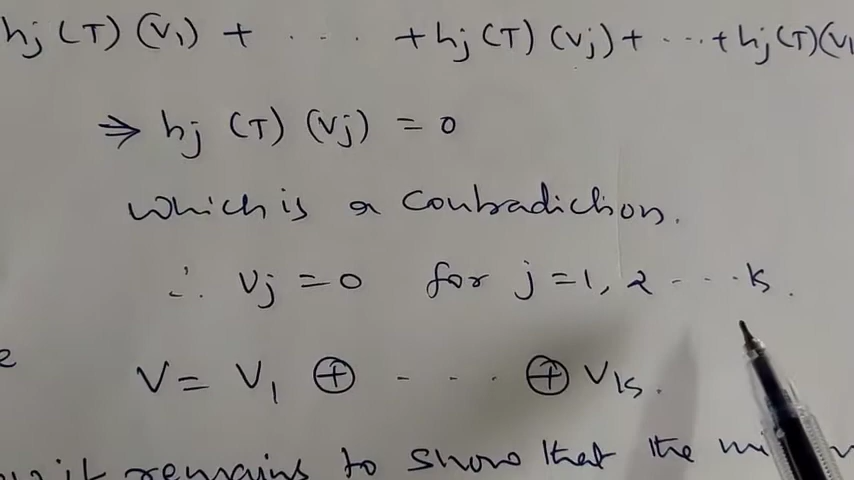 hj (T) (V1) + . . . . + hj (T) (Vj) + ... + hj (T) (V
⇒ hj (T) (Vj) = 0
which is a contradiction.
∴ Vj = 0 for j = 1, 2 - - - k.
V = V1 ⊕ - - - ⊕ Vk.
it remains to show that the